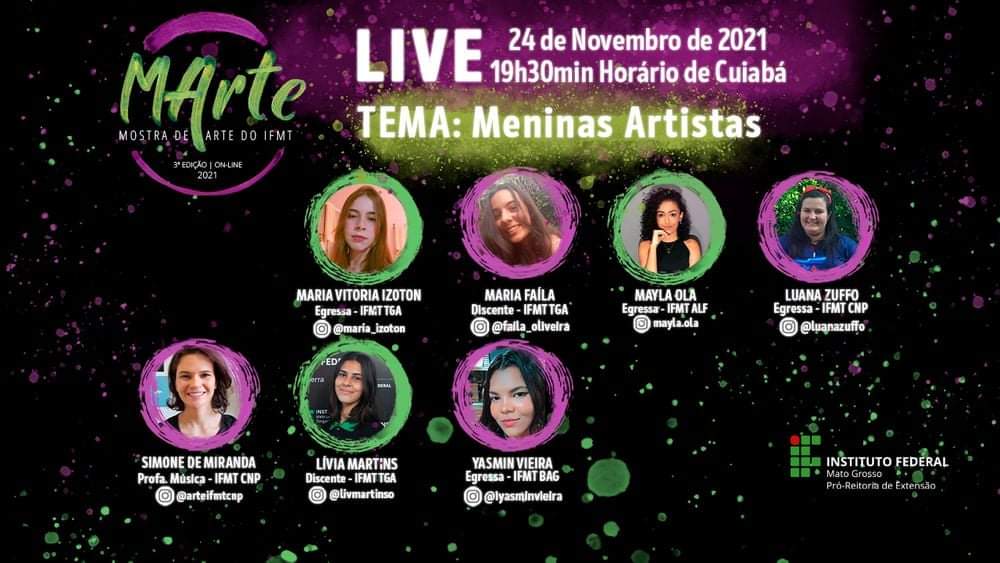 MArte
MOSTRA DE ARTE DO IFMT
3ª EDIÇÃO | ON-LINE
2021
LIVE
24 de Novembro de 2021
19h30min Horário de Cuiabá
TEMA: Meninas Artistas
MARIA VITORIA IZOTON
Egressa - IFMT TGA
@maria_izoton
MARIA FAÍLA
Discente - IFMT TGA
@faila_oliveira
MAYLA OLA
Egressa - IFMT ALF
mayla.ola
LUANA ZUFFO
Egressa - IFMT CNP
@luanazuffo
SIMONE DE MIRANDA
Profa. Música - IFMT CNP
@arteifmtcnp
LÍVIA MARTINS
Discente - IFMT TGA
@livmartinso
YASMIN VIEIRA
Egressa - IFMT BAG
@iyasminvieira
INSTITUTO FEDERAL
Mato Grosso
Pró-Reitoria de Extensão